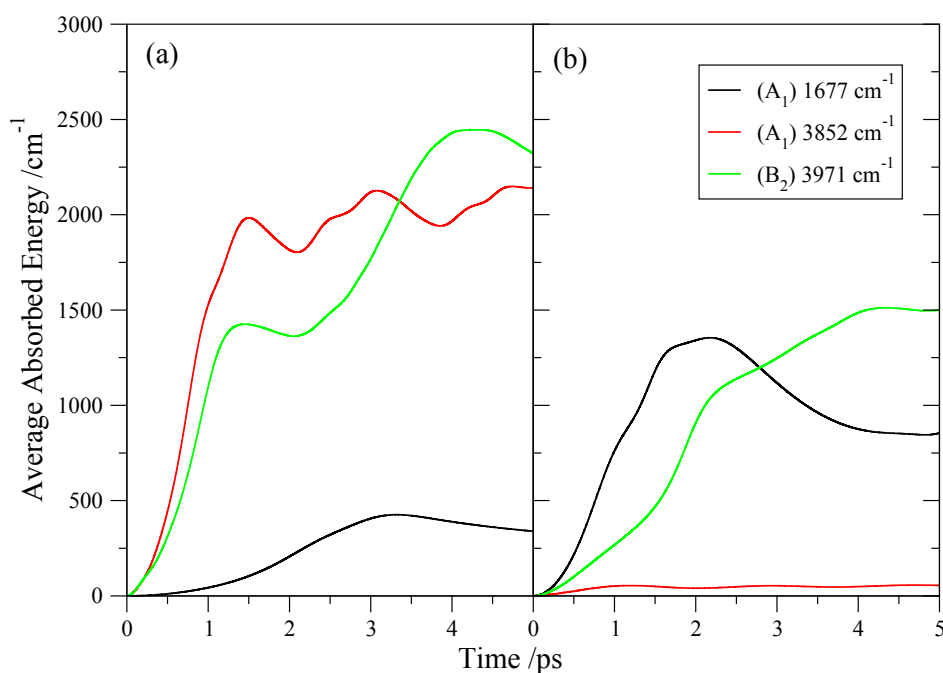 (a)
(b)
(A₁) 1677 cm⁻¹
(A₁) 3852 cm⁻¹
(B₂) 3971 cm⁻¹
Average Absorbed Energy /cm⁻¹
3000
2500
2000
1500
1000
500
0
0 1 2 3 4 0 1 2 3 4 5
Time /ps